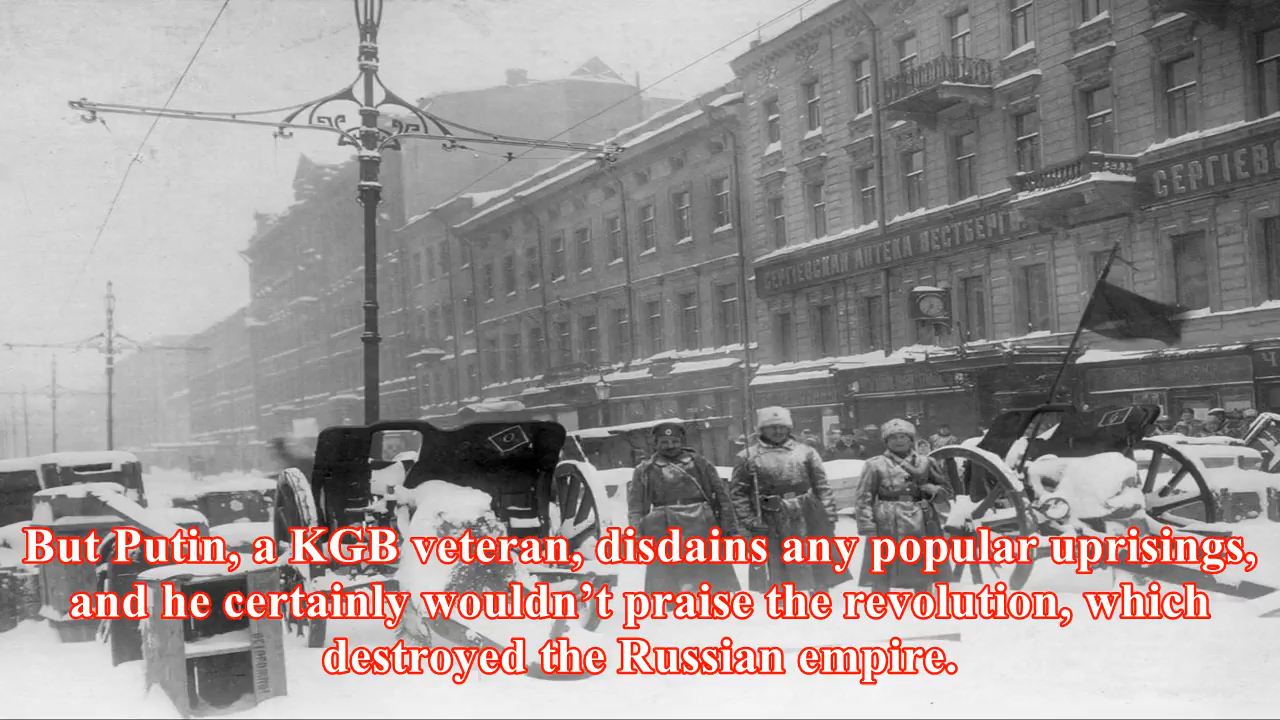 СЕРГІЕВ
СЕРГІЕВСКАЯ АПТЕКА ВЕСТБЕРГ
But Putin, a KGB veteran, disdains any popular uprisings,
and he certainly wouldn’t praise the revolution, which
destroyed the Russian empire.